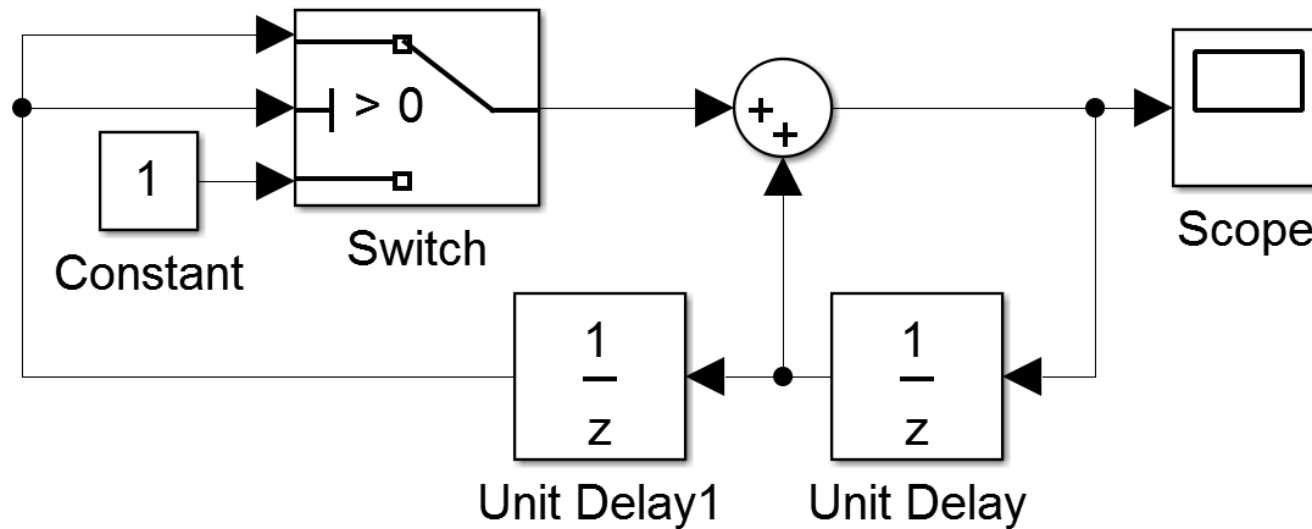 > 0
1
Constant
Switch
+
+
Scope
1
z
Unit Delay1
1
z
Unit Delay